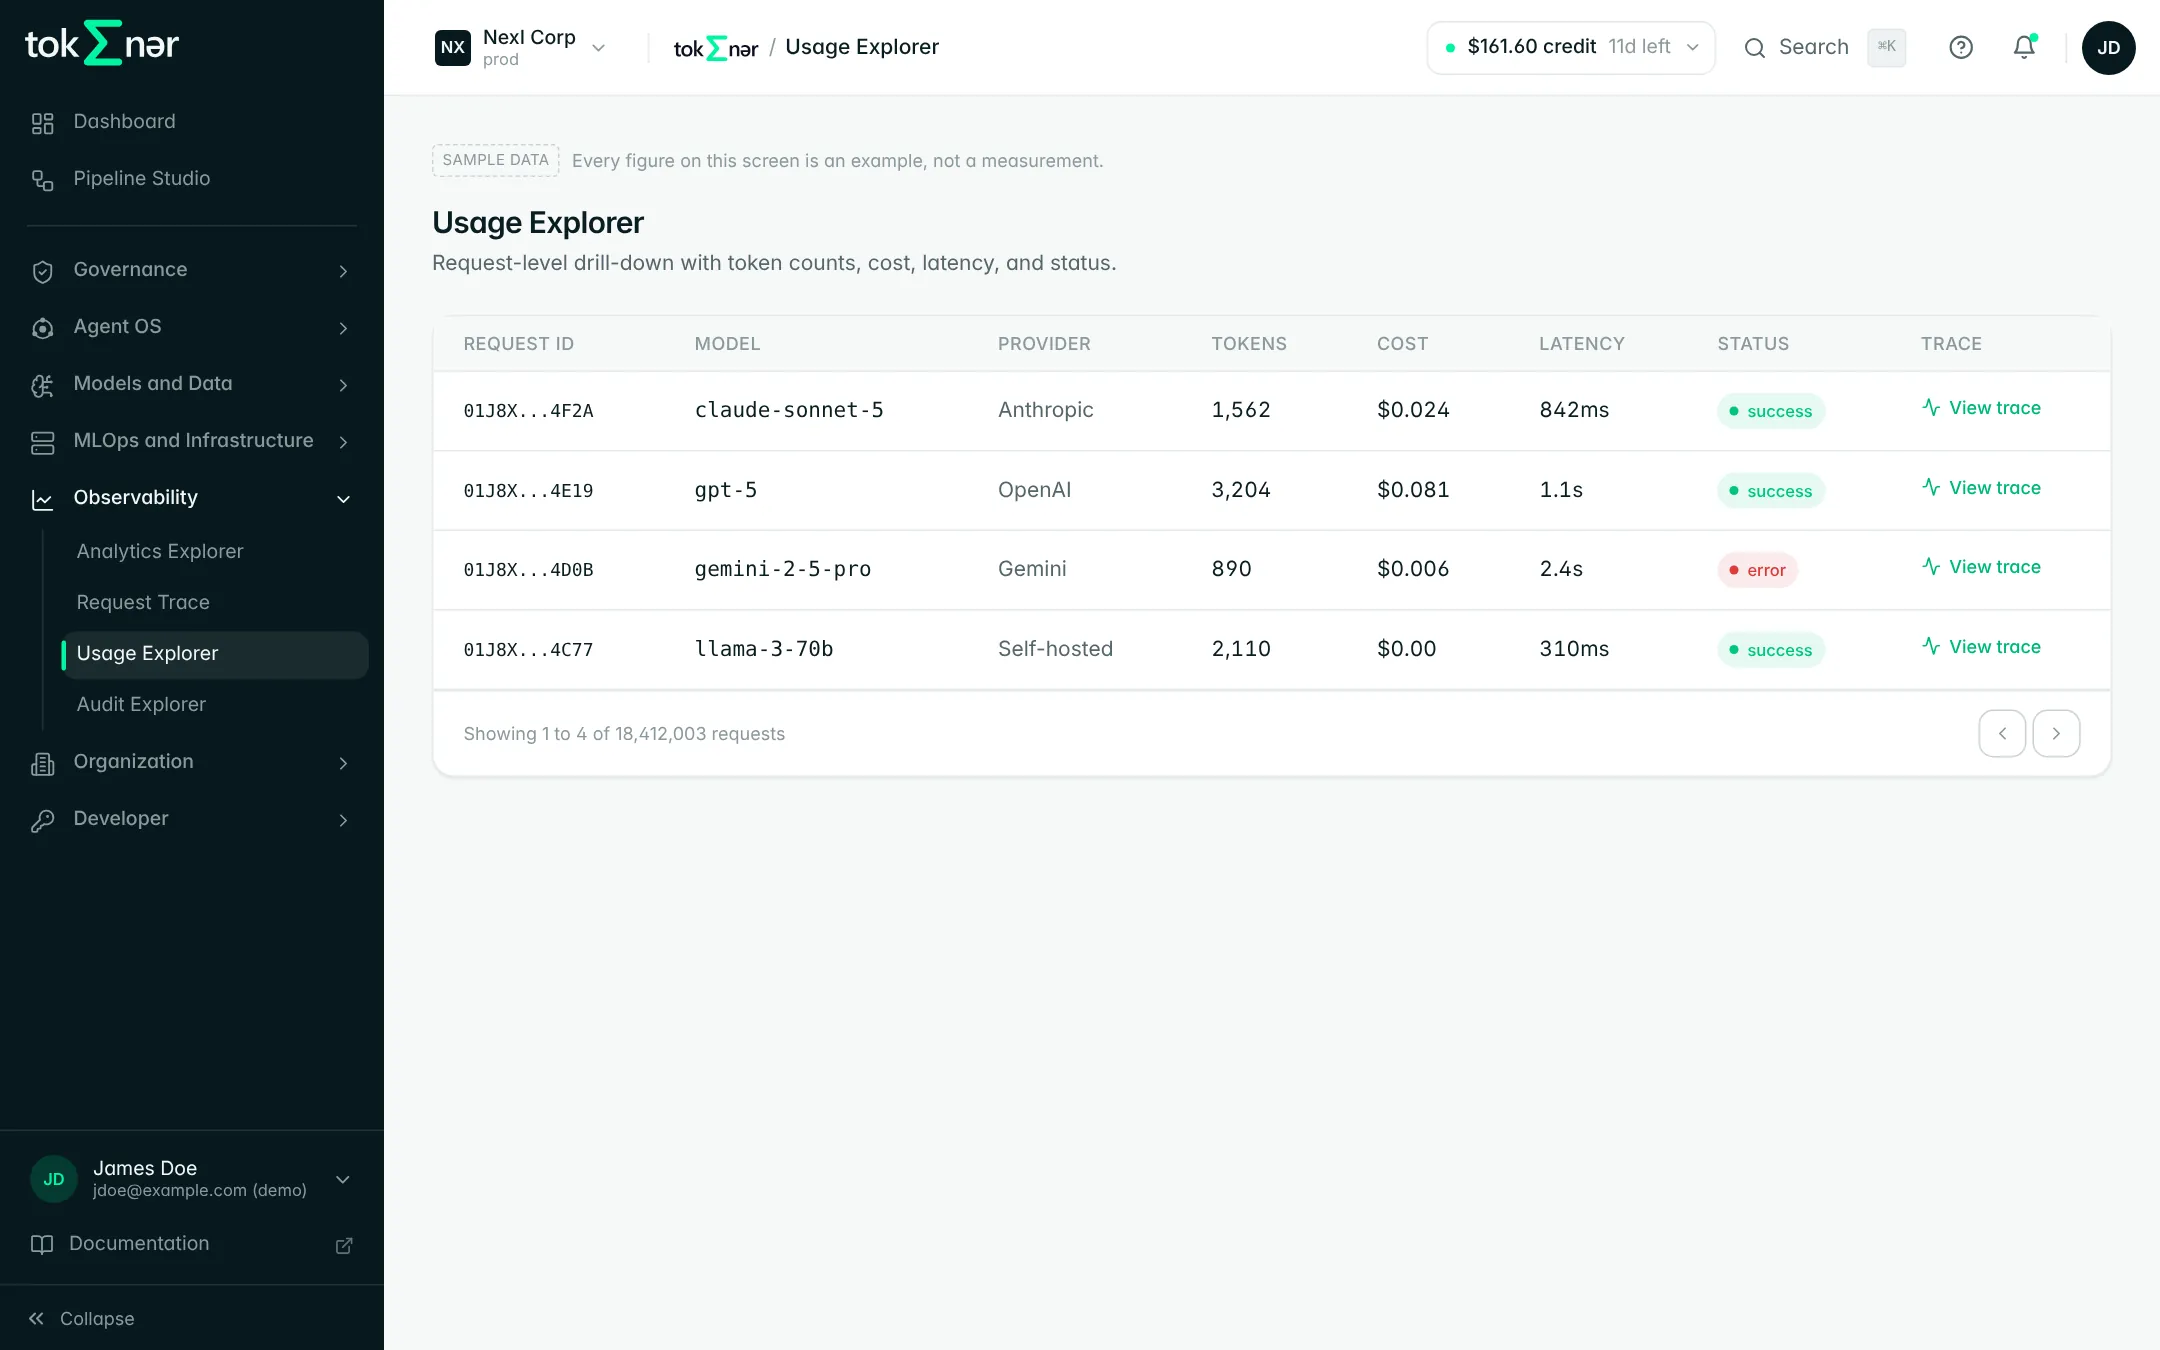 tokΣnər
Dashboard
Pipeline Studio
Governance
Agent OS
Models and Data
MLOps and Infrastructure
Observability
Analytics Explorer
Request Trace
Usage Explorer
Audit Explorer
Organization
Developer
JD
James Doe
jdoe@example.com (demo)
Documentation
Collapse
NX
Nexl Corp
prod
tokΣnər / Usage Explorer
$161.60 credit 11d left
Search ⌘K
JD
SAMPLE DATA Every figure on this screen is an example, not a measurement.
Usage Explorer
Request-level drill-down with token counts, cost, latency, and status.
REQUEST ID MODEL PROVIDER TOKENS COST LATENCY STATUS TRACE
01J8X...4F2A claude-sonnet-5 Anthropic 1,562 $0.024 842ms success View trace
01J8X...4E19 gpt-5 OpenAI 3,204 $0.081 1.1s success View trace
01J8X...4D0B gemini-2-5-pro Gemini 890 $0.006 2.4s error View trace
01J8X...4C77 llama-3-70b Self-hosted 2,110 $0.00 310ms success View trace
Showing 1 to 4 of 18,412,003 requests